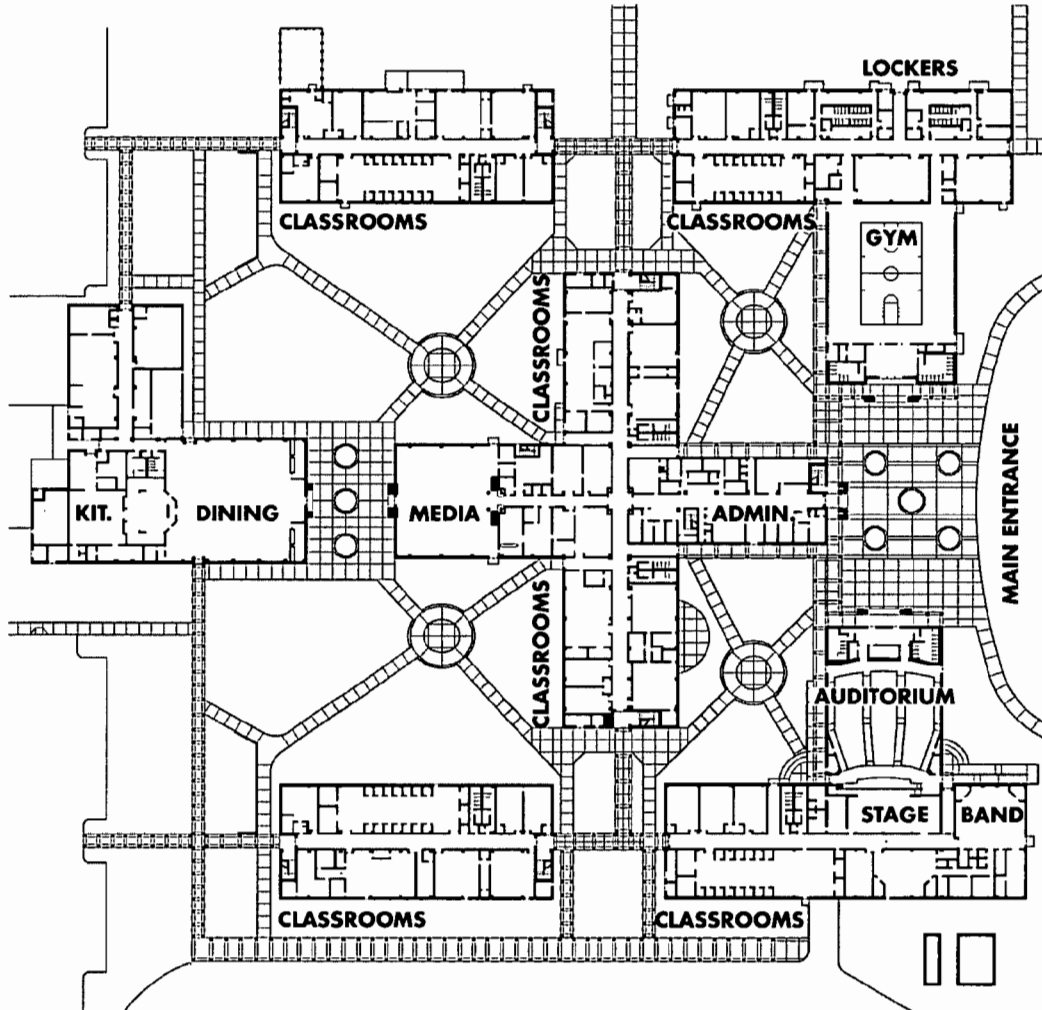 LOCKERS
CLASSROOMS
CLASSROOMS
GYM
CLASSROOMS
MAIN ENTRANCE
KIT.
DINING
MEDIA
ADMIN.
CLASSROOMS
AUDITORIUM
STAGE
BAND
CLASSROOMS
CLASSROOMS